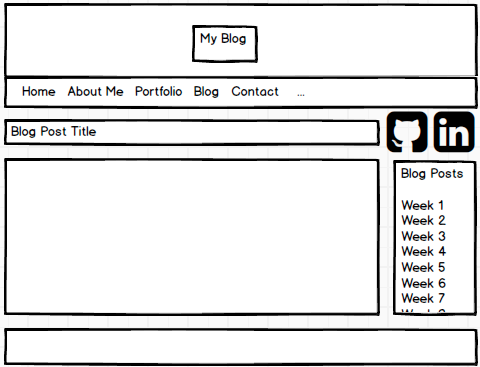 My Blog
Home About Me Portfolio Blog Contact ...
Blog Post Title
in
Blog Posts
Week 1
Week 2
Week 3
Week 4
Week 5
Week 6
Week 7